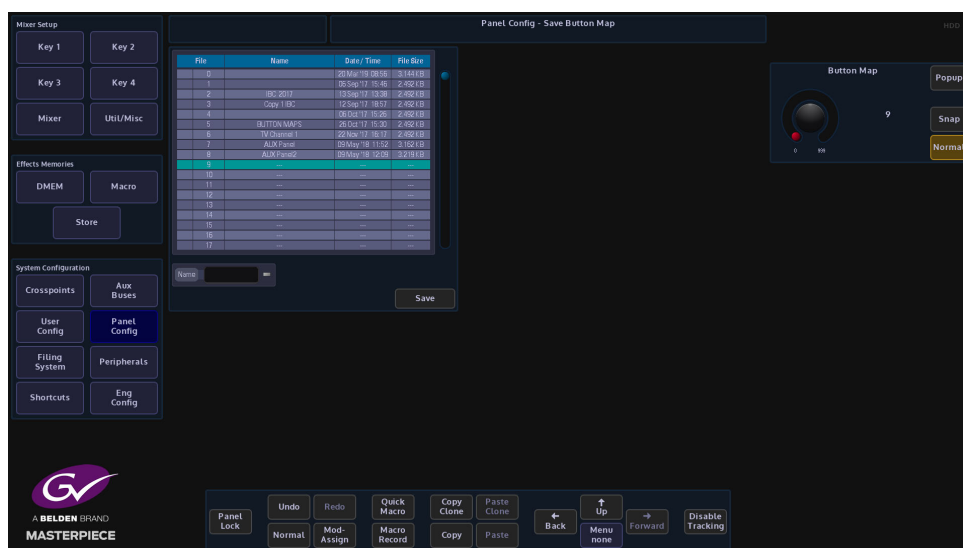 Mixer Setup
Key 1
Key 2
Key 3
Key 4
Mixer
Util/Misc
Effects Memories
DMEM
Macro
Store
System Configuration
Crosspoints
Aux
Buses
User
Config
Panel
Config
Filing
System
Peripherals
Shortcuts
Eng
Config
GV
A BELDEN BRAND
MASTERPIECE
Panel Config - Save Button Map
HDD
File Name Date / Time File Size
0 20 Mar '19 08:56 3.144 KB
1 06 Sep '17 15:46 2.492 KB
2 IBC 2017 13 Sep '17 13:38 2.492 KB
3 Copy 1 IBC 12 Sep '17 18:57 2.492 KB
4 06 Oct '17 15:26 2.492 KB
5 BUTTON MAPS 26 Oct '17 15:30 2.492 KB
6 TV Channel 1 22 Nov '17 16:17 2.492 KB
7 AUX Panel 09 May '18 11:52 3.162 KB
8 AUX Panel2 09 May '18 12:09 3.219 KB
9 --- --- ---
10 --- --- ---
11 --- --- ---
12 --- --- ---
13 --- --- ---
14 --- --- ---
15 --- --- ---
16 --- --- ---
17 --- --- ---
Name
Save
Button Map
9
0 999
Popup
Snap
Normal
Panel
Lock
Undo
Redo
Normal
Mod-
Assign
Quick
Macro
Macro
Record
Copy
Clone
Paste
Clone
Copy
Paste
← Back
↑ Up
Menu
none
→ Forward
Disable
Tracking